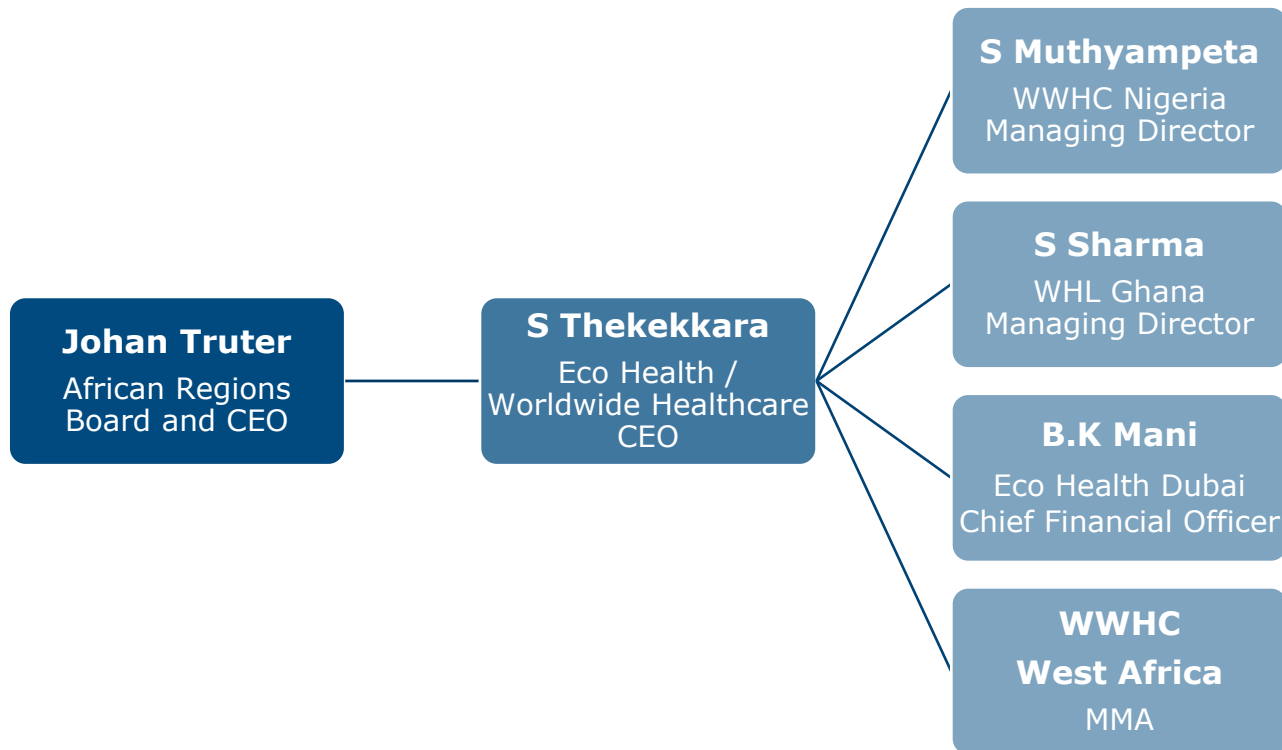 Johan Truter
African Regions
Board and CEO
S Thekekkara
Eco Health /
Worldwide Healthcare
CEO
S Muthyampeta
WWHC Nigeria
Managing Director
S Sharma
WHL Ghana
Managing Director
B.K Mani
Eco Health Dubai
Chief Financial Officer
WWHC
West Africa
MMA